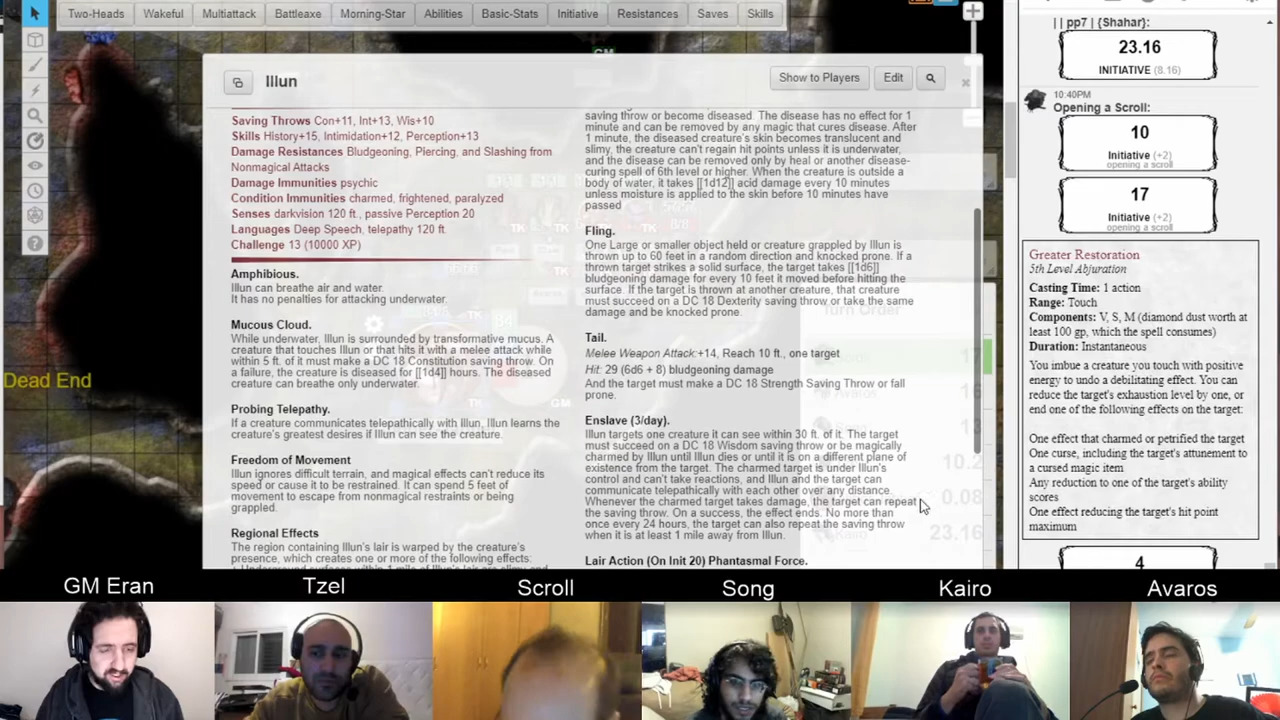 Two-Heads Wakeful Multiattack Battleaxe Morning-Star Abilities Basic-Stats Initiative Resistances Saves Skills
GM
Illun
Show to Players
Edit
Saving Throws Con+11, Int+13, Wis+10
Skills History+15, Intimidation+12, Perception+13
Damage Resistances Bludgeoning, Piercing, and Slashing from
Nonmagical Attacks
Damage Immunities psychic
Condition Immunities charmed, frightened, paralyzed
Senses darkvision 120 ft., passive Perception 20
Languages Deep Speech, telepathy 120 ft.
Challenge 13 (10000 XP)
Amphibious.
Illun can breathe air and water.
It has no penalties for attacking underwater.
Mucous Cloud.
While underwater, Illun is surrounded by transformative mucus. A
creature that touches Illun or that hits it with a melee attack while
within 5 ft. of it must make a DC 18 Constitution saving throw. On
a failure, the creature is diseased for [[1d4]] hours. The diseased
creature can breathe only underwater.
Probing Telepathy.
If a creature communicates telepathically with Illun, Illun learns the
creature's greatest desires if Illun can see the creature.
Freedom of Movement
Illun ignores difficult terrain, and magical effects can't reduce its
speed or cause it to be restrained. It can spend 5 feet of
movement to escape from nonmagical restraints or being
grappled.
Regional Effects
The region containing Illun's lair is warped by the creature's
presence, which creates one or more of the following effects:
saving throw or become diseased. The disease has no effect for 1
minute and can be removed by any magic that cures disease. After
1 minute, the diseased creature's skin becomes translucent and
slimy, the creature can't regain hit points unless it is underwater,
and the disease can be removed only by heal or another disease-
curing spell of 6th level or higher. When the creature is outside a
body of water, it takes [[1d12]] acid damage every 10 minutes
unless moisture is applied to the skin before 10 minutes have
passed
Fling.
One Large or smaller object held or creature grappled by Illun is
thrown up to 60 feet in a random direction and knocked prone. If a
thrown target strikes a solid surface, the target takes [[1d6]]
bludgeoning damage for every 10 feet it moved before hitting the
surface. If the target is thrown at another creature, that creature
must succeed on a DC 18 Dexterity saving throw or take the same
damage and be knocked prone.
Tail.
Melee Weapon Attack:+14, Reach 10 ft., one target
Hit: 29 (6d6 + 8) bludgeoning damage
And the target must make a DC 18 Strength Saving Throw or fall
prone.
Enslave (3/day).
Illun targets one creature it can see within 30 ft. of it. The target
must succeed on a DC 18 Wisdom saving throw or be magically
charmed by Illun until Illun dies or until it is on a different plane of
existence from the target. The charmed target is under Illun's
control and can't take reactions, and Illun and the target can
communicate telepathically with each other over any distance.
Whenever the charmed target takes damage, the target can repeat
the saving throw. On a success, the effect ends. No more than
once every 24 hours, the target can also repeat the saving throw
when it is at least 1 mile away from Illun.
Lair Action (On Init 20) Phantasmal Force.
Turn Order
17
16
13
10.2
0.08
Kairo 23.16
Dead End
| | pp7 | {Shahar}:
23.16
INITIATIVE (8.16)
10:40PM
Opening a Scroll:
10
Initiative (+2)
opening a scroll
17
Initiative (+2)
opening a scroll
Greater Restoration
5th Level Abjuration
Casting Time: 1 action
Range: Touch
Components: V, S, M (diamond dust worth at
least 100 gp, which the spell consumes)
Duration: Instantaneous
You imbue a creature you touch with positive
energy to undo a debilitating effect. You can
reduce the target's exhaustion level by one, or
end one of the following effects on the target:
One effect that charmed or petrified the target
One curse, including the target's attunement to
a cursed magic item
Any reduction to one of the target's ability
scores
One effect reducing the target's hit point
maximum
4
GM Eran
Tzel
Scroll
Song
Kairo
Avaros